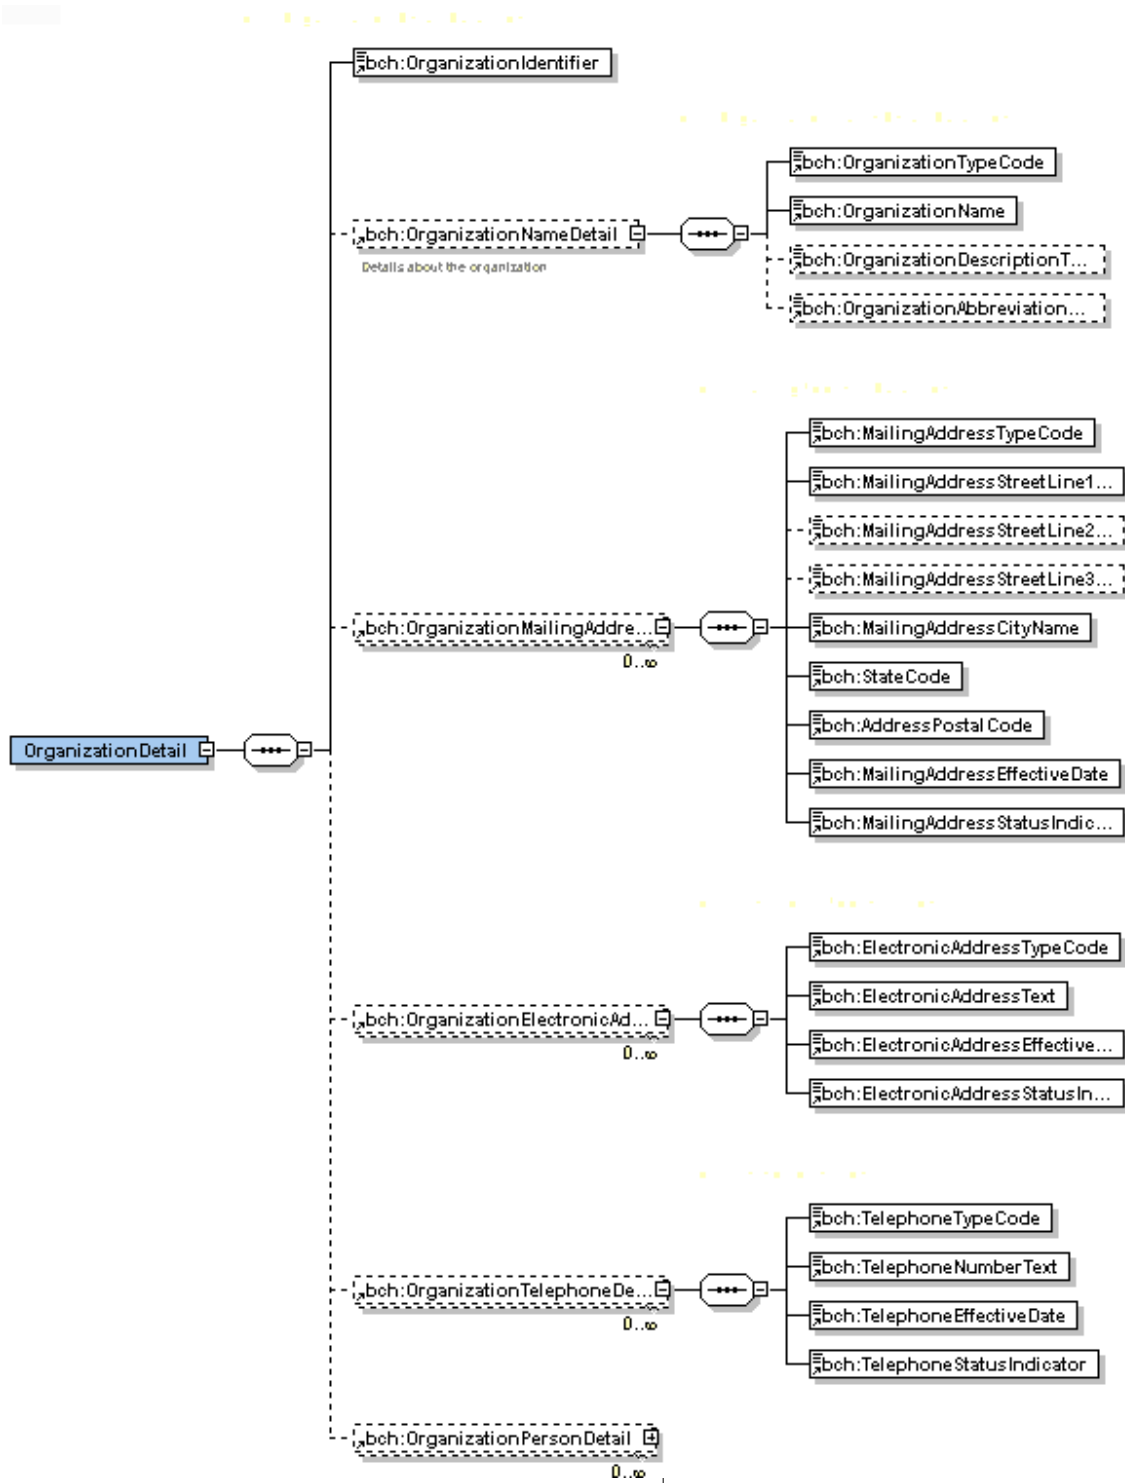 bch:OrganizationIdentifier
bch:OrganizationTypeCode
bch:OrganizationName
bch:OrganizationNameDetail
Details about the organization
bch:OrganizationDescriptionT...
bch:OrganizationAbbreviation...
bch:MailingAddressTypeCode
bch:MailingAddressStreetLine1...
bch:MailingAddressStreetLine2...
bch:MailingAddressStreetLine3...
bch:OrganizationMailingAddre...
0..∞
bch:MailingAddressCityName
bch:StateCode
bch:AddressPostalCode
OrganizationDetail
bch:MailingAddressEffectiveDate
bch:MailingAddressStatusIndic...
bch:ElectronicAddressTypeCode
bch:ElectronicAddressText
bch:OrganizationElectronicAd...
0..∞
bch:ElectronicAddressEffective...
bch:ElectronicAddressStatusIn...
bch:TelephoneTypeCode
bch:TelephoneNumberText
bch:OrganizationTelephoneDe...
0..∞
bch:TelephoneEffectiveDate
bch:TelephoneStatusIndicator
bch:OrganizationPersonDetail
0..∞